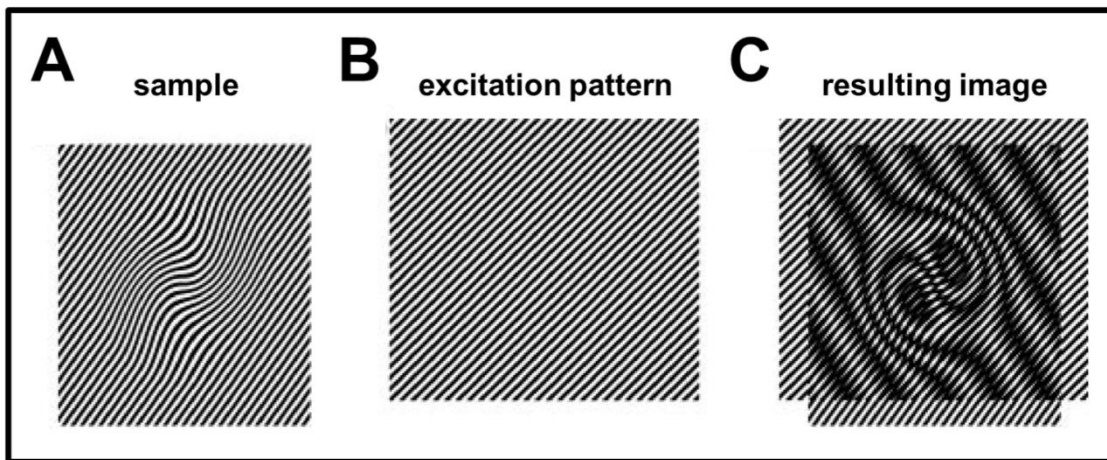 A
sample
B
excitation pattern
C
resulting image